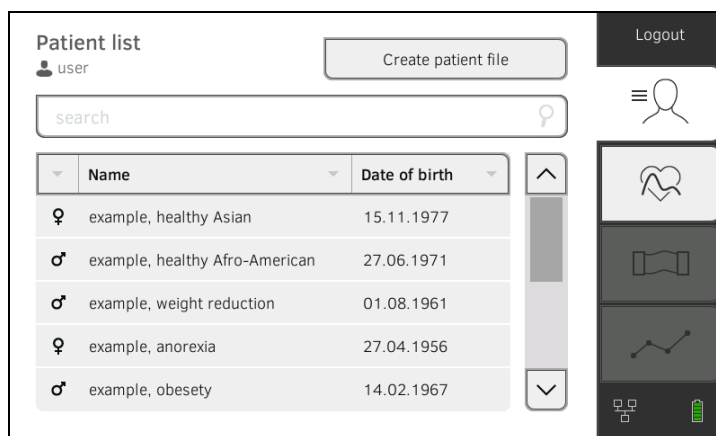 Patient list
user
Create patient file
Logout
search
Name Date of birth
♀ example, healthy Asian 15.11.1977
♂ example, healthy Afro-American 27.06.1971
♂ example, weight reduction 01.08.1961
♀ example, anorexia 27.04.1956
♂ example, obesety 14.02.1967